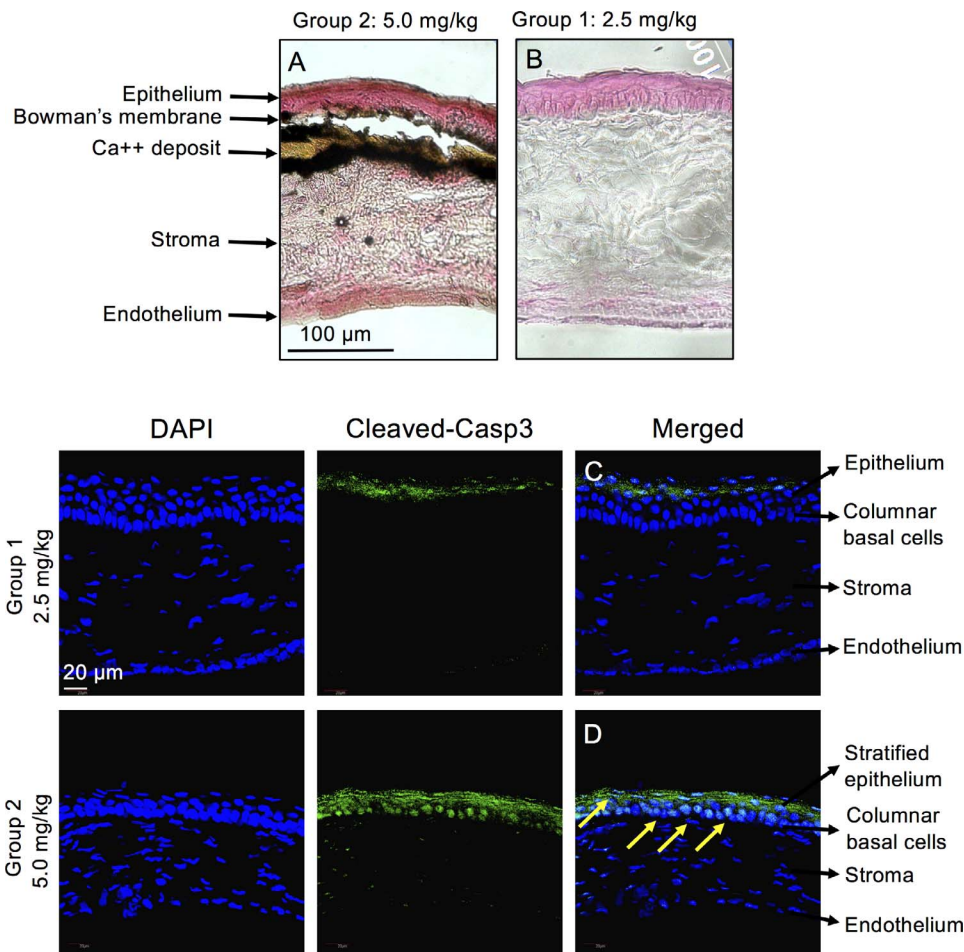 Group 2: 5.0 mg/kg
Group 1: 2.5 mg/kg
A
B
100
Epithelium
Bowman's membrane
Ca++ deposit
Stroma
Endothelium
100 µm
DAPI
Cleaved-Casp3
Merged
Group 1
2.5 mg/kg
20 µm
C
Epithelium
Columnar
basal cells
Stroma
Endothelium
Group 2
5.0 mg/kg
D
Stratified
epithelium
Columnar
basal cells
Stroma
Endothelium